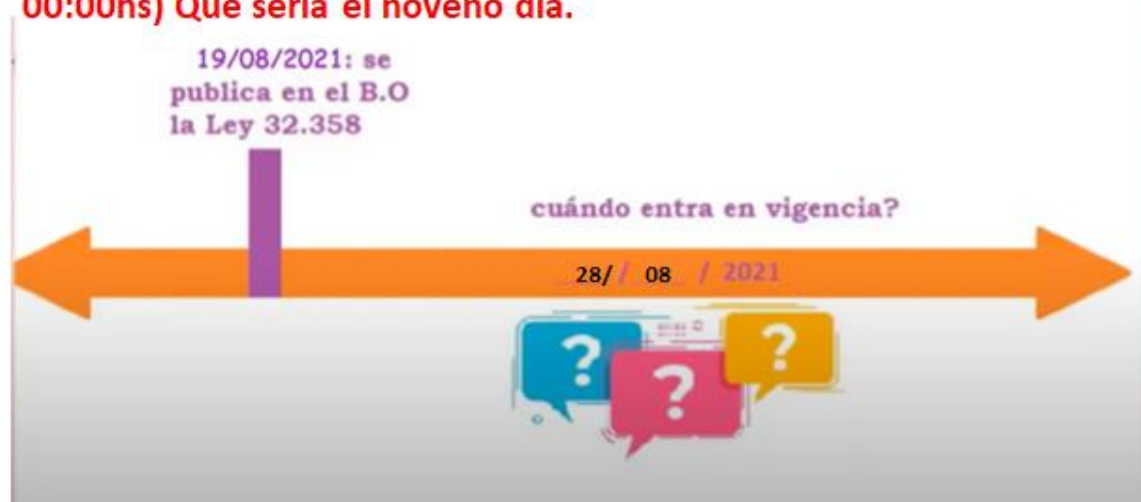 00:00hs) Que sería el noveno día.
19/08/2021: se
publica en el B.O
la Ley 32.358
cuándo entra en vigencia?
28/ / 08 / 2021
? ? ?